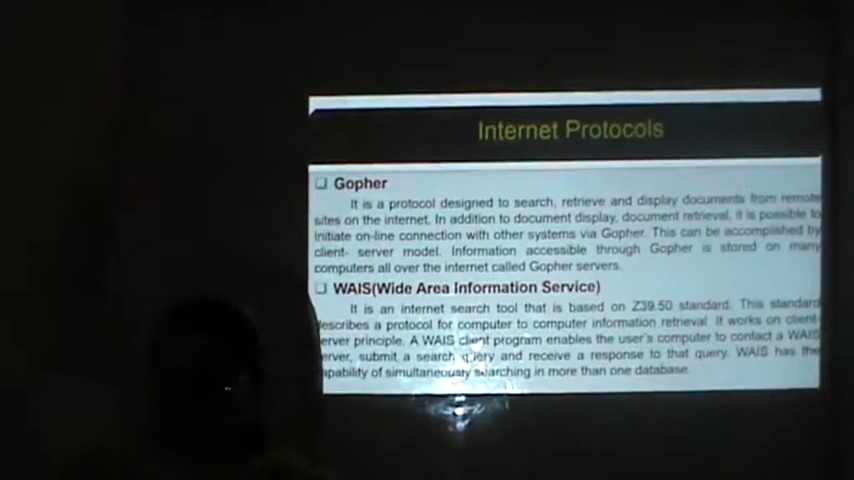 Internet Protocols
❑ Gopher
It is a protocol designed to search, retrieve and display documents from remote
sites on the internet. In addition to document display, document retrieval, it is possible to
initiate on-line connection with other systems via Gopher. This can be accomplished by
client- server model. Information accessible through Gopher is stored on many
computers all over the internet called Gopher servers.
❑ WAIS(Wide Area Information Service)
It is an internet search tool that is based on Z39.50 standard. This standard
escribes a protocol for computer to computer information retrieval. It works on client-
erver principle. A WAIS client program enables the user's computer to contact a WAIS
erver, submit a search query and receive a response to that query. WAIS has the
apability of simultaneously searching in more than one database.